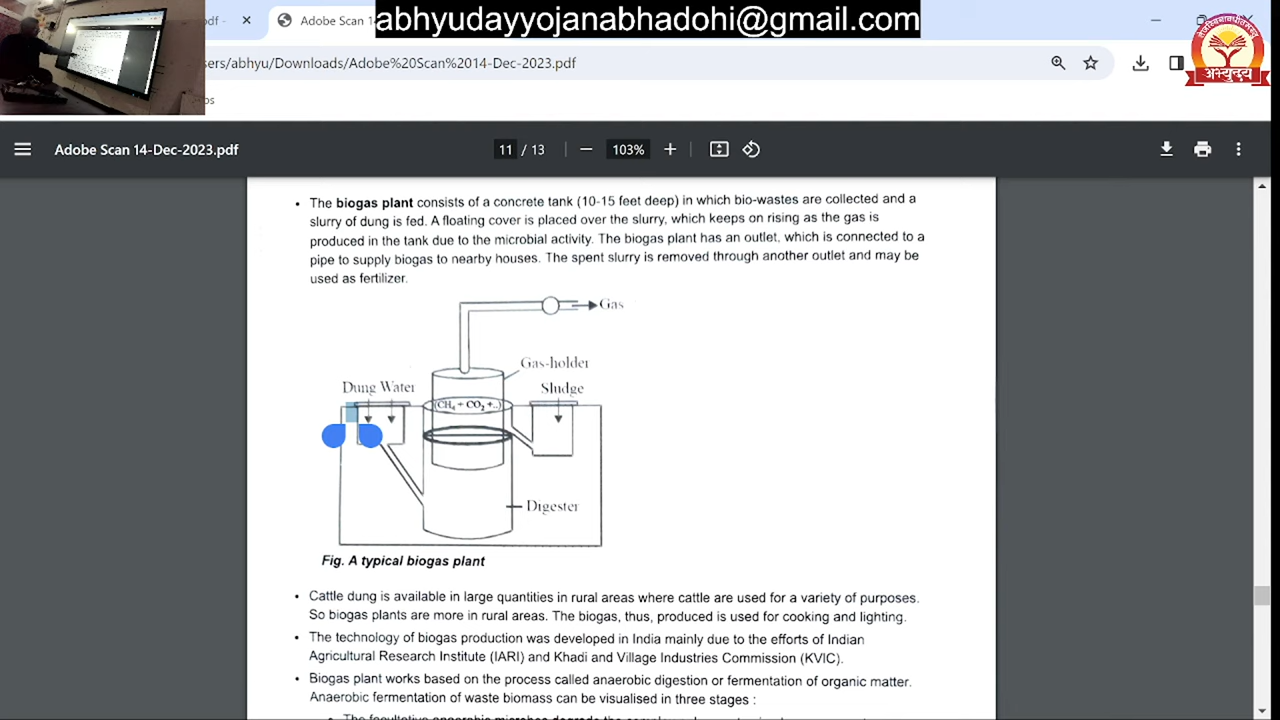 abhyudayyojanabhadohi@gmail.com
Adobe Scan 1
ers/abhyu/Downloads/Adobe%20Scan%2014-Dec-2023.pdf
अभ्युदय
Adobe Scan 14-Dec-2023.pdf
11 / 13
103%
• The biogas plant consists of a concrete tank (10-15 feet deep) in which bio-wastes are collected and a
slurry of dung is fed. A floating cover is placed over the slurry, which keeps on rising as the gas is
produced in the tank due to the microbial activity. The biogas plant has an outlet, which is connected to a
pipe to supply biogas to nearby houses. The spent slurry is removed through another outlet and may be
used as fertilizer.
Gas
Gas-holder
Dung Water
Sludge
(CH₄ + CO₂ +..)
Digester
Fig. A typical biogas plant
• Cattle dung is available in large quantities in rural areas where cattle are used for a variety of purposes.
So biogas plants are more in rural areas. The biogas, thus, produced is used for cooking and lighting.
• The technology of biogas production was developed in India mainly due to the efforts of Indian
Agricultural Research Institute (IARI) and Khadi and Village Industries Commission (KVIC).
• Biogas plant works based on the process called anaerobic digestion or fermentation of organic matter.
Anaerobic fermentation of waste biomass can be visualised in three stages :